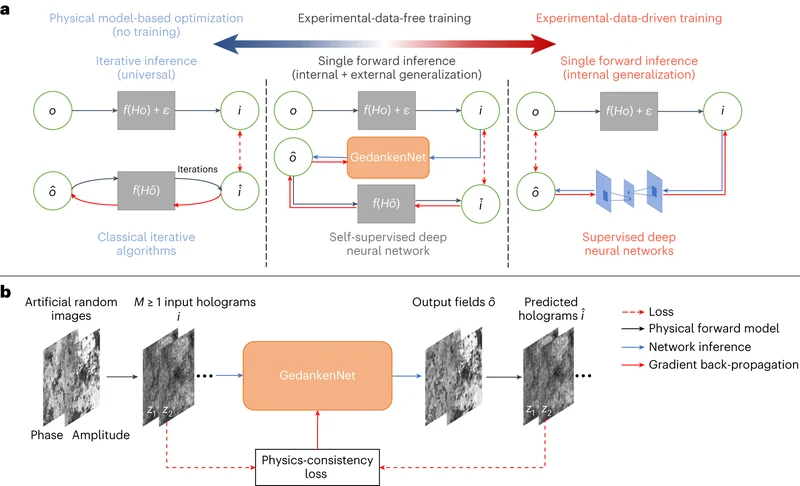 a
Physical model-based optimization
(no training)
Experimental-data-free training
Experimental-data-driven training
Iterative inference
(universal)
Single forward inference
(internal + external generalization)
Single forward inference
(internal generalization)
o
f(Ho) + ε
i
o
f(Ho) + ε
i
o
f(Ho) + ε
i
ô
GedankenNet
Iterations
ô
f(Hô)
î
f(Hô)
î
ô
Classical iterative
algorithms
Self-supervised deep
neural network
Supervised deep
neural networks
b
Artificial random
images
M ≥ 1 input holograms
i
Output fields ô
Predicted
holograms î
Loss
Physical forward model
Network inference
Gradient back-propagation
GedankenNet
z1 z2
z1 z2
Phase Amplitude
Physics-consistency
loss